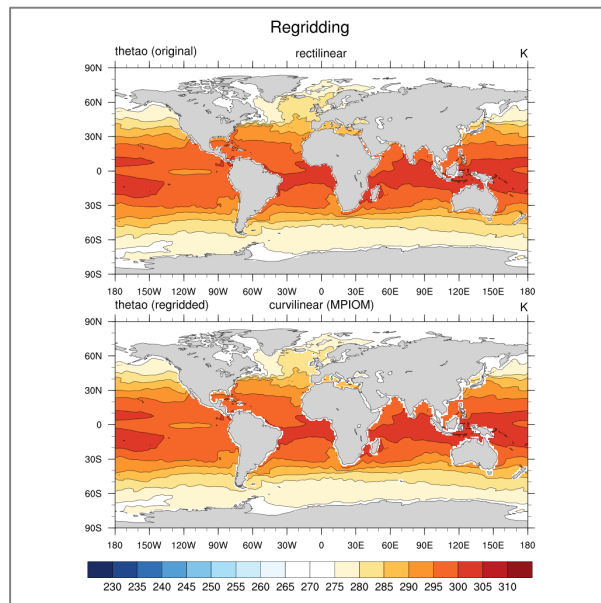 Regridding
thetao (original) rectilinear K
90N
60N
30N
0
30S
60S
90S
180 150W 120W 90W 60W 30W 0 30E 60E 90E 120E 150E 180
thetao (regridded) curvilinear (MPIOM) K
90N
60N
30N
0
30S
60S
90S
180 150W 120W 90W 60W 30W 0 30E 60E 90E 120E 150E 180
230 235 240 245 250 255 260 265 270 275 280 285 290 295 300 305 310